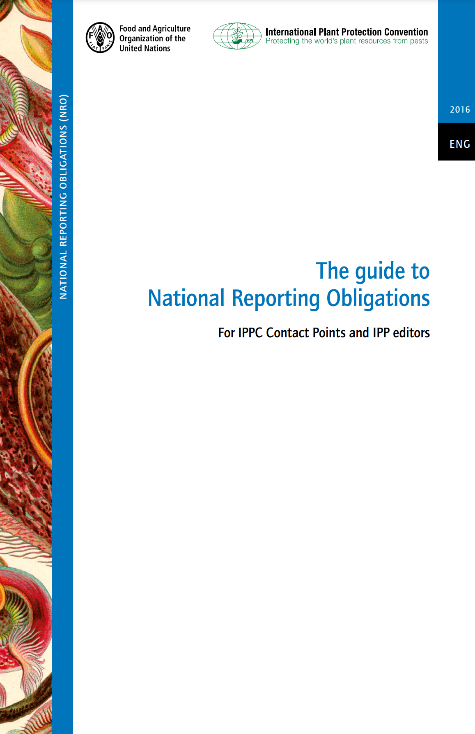 Food and Agriculture
Organization of the
United Nations
International Plant Protection Convention
Protecting the world's plant resources from pests
2016
ENG
NATIONAL REPORTING OBLIGATIONS (NRO)
The guide to
National Reporting Obligations
For IPPC Contact Points and IPP editors